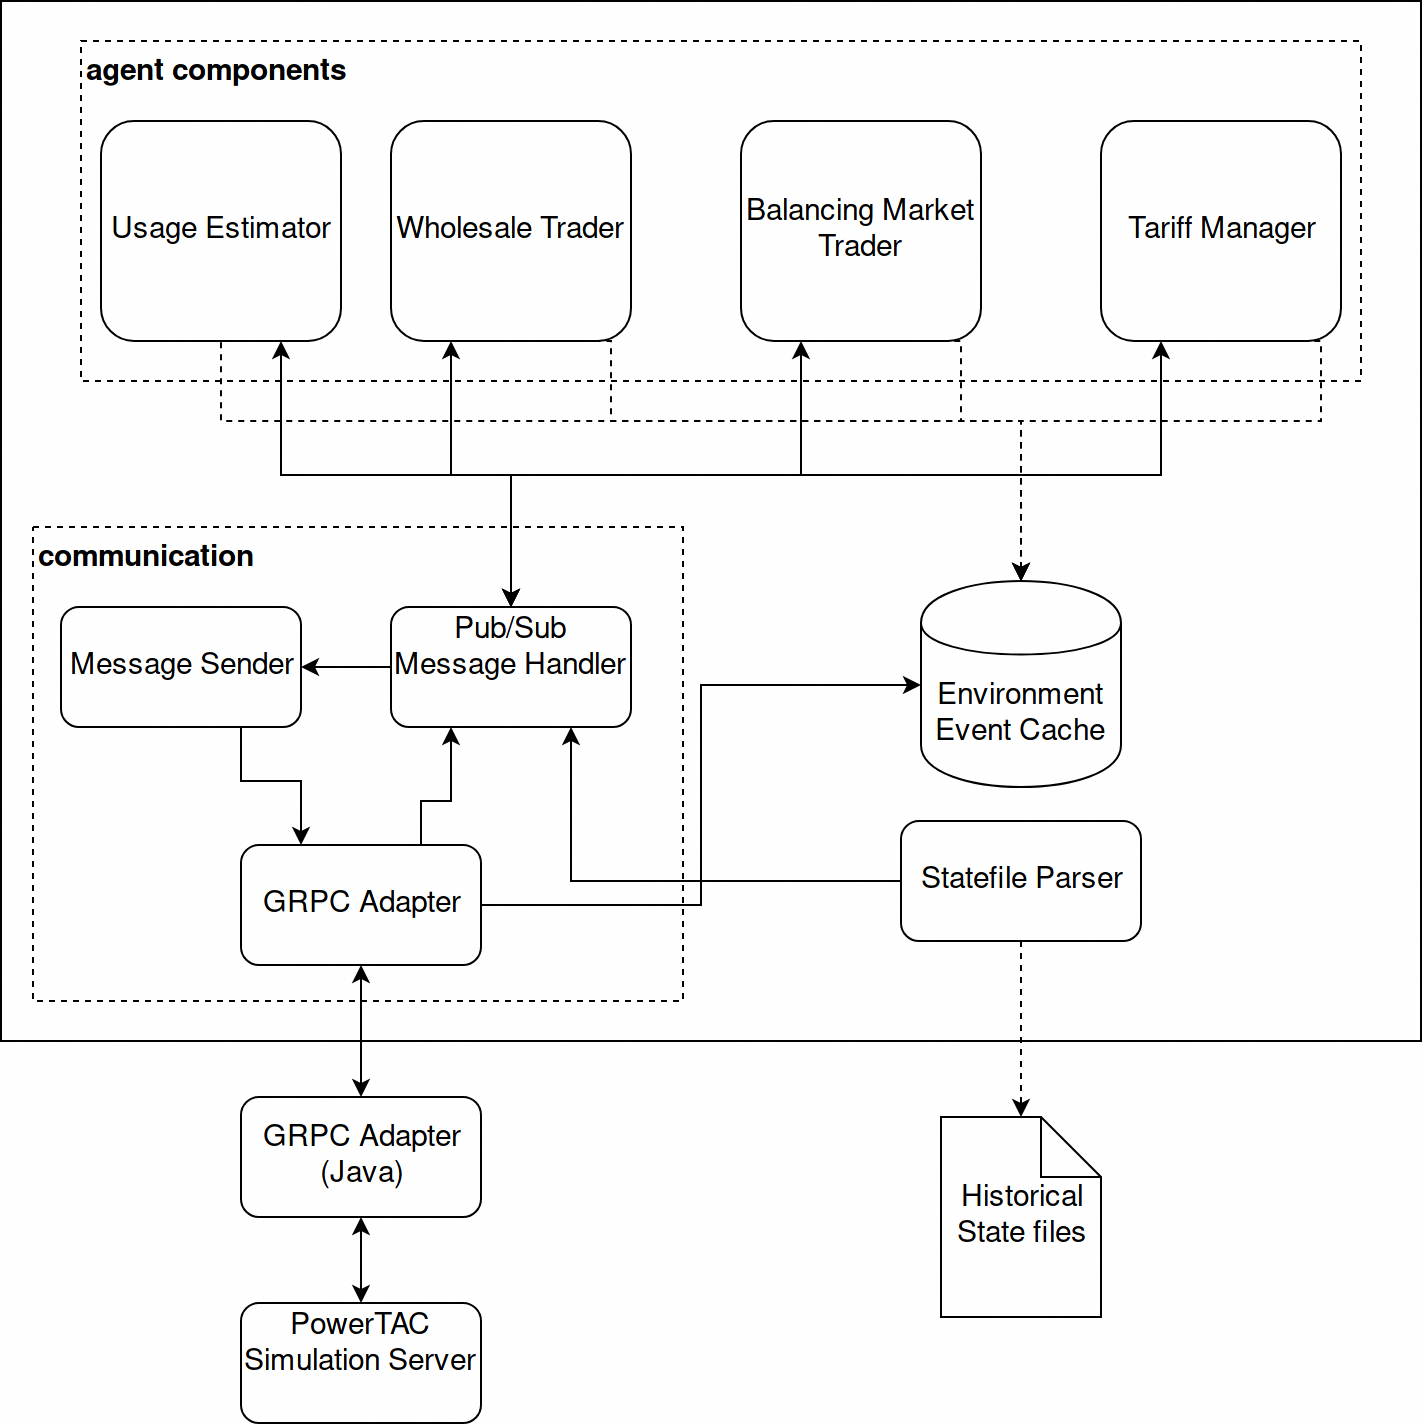 agent components
Usage Estimator
Wholesale Trader
Balancing Market
Trader
Tariff Manager
communication
Message Sender
Pub/Sub
Message Handler
Environment
Event Cache
GRPC Adapter
Statefile Parser
GRPC Adapter
(Java)
Historical
State files
PowerTAC
Simulation Server